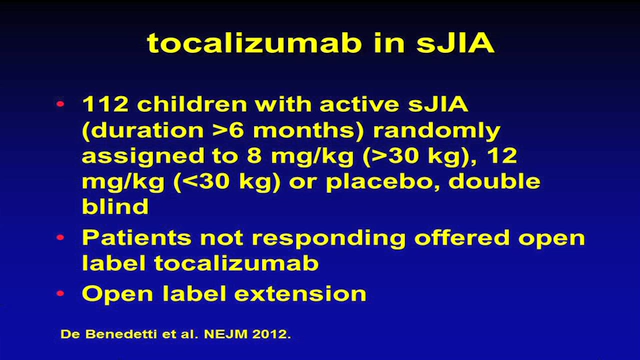 tocalizumab in sJIA
• 112 children with active sJIA
(duration >6 months) randomly
assigned to 8 mg/kg (>30 kg), 12
mg/kg (<30 kg) or placebo, double
blind
• Patients not responding offered open
label tocalizumab
• Open label extension
De Benedetti et al. NEJM 2012.